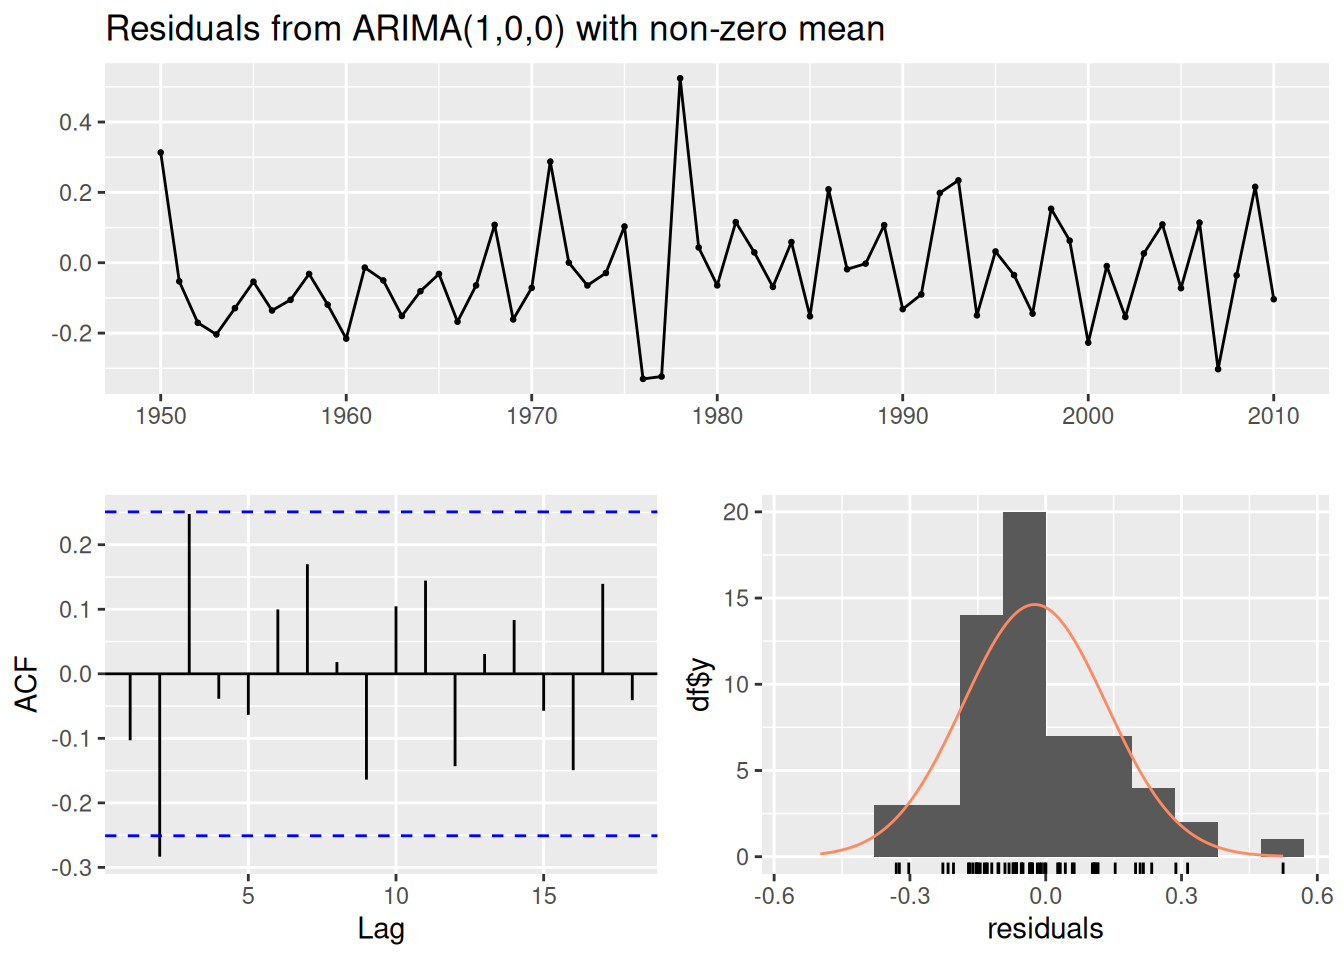 Residuals from ARIMA(1,0,0) with non-zero mean
0.4
0.2
0.0
-0.2
1950 1960 1970 1980 1990 2000 2010
ACF
0.2
0.1
0.0
-0.1
-0.2
-0.3
5 10 15
Lag
df$y
20
15
10
5
0
-0.6 -0.3 0.0 0.3 0.6
residuals